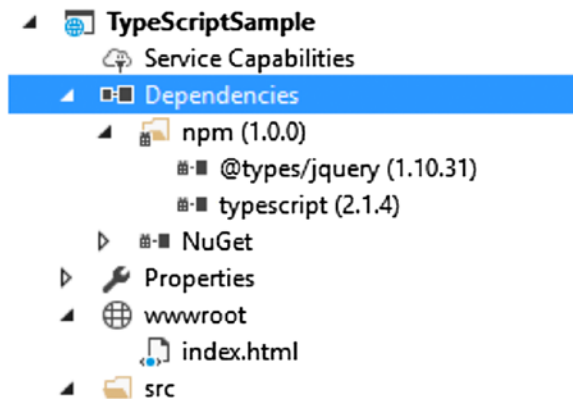 TypeScriptSample
Service Capabilities
Dependencies
npm (1.0.0)
@types/jquery (1.10.31)
typescript (2.1.4)
NuGet
Properties
wwwroot
index.html
src